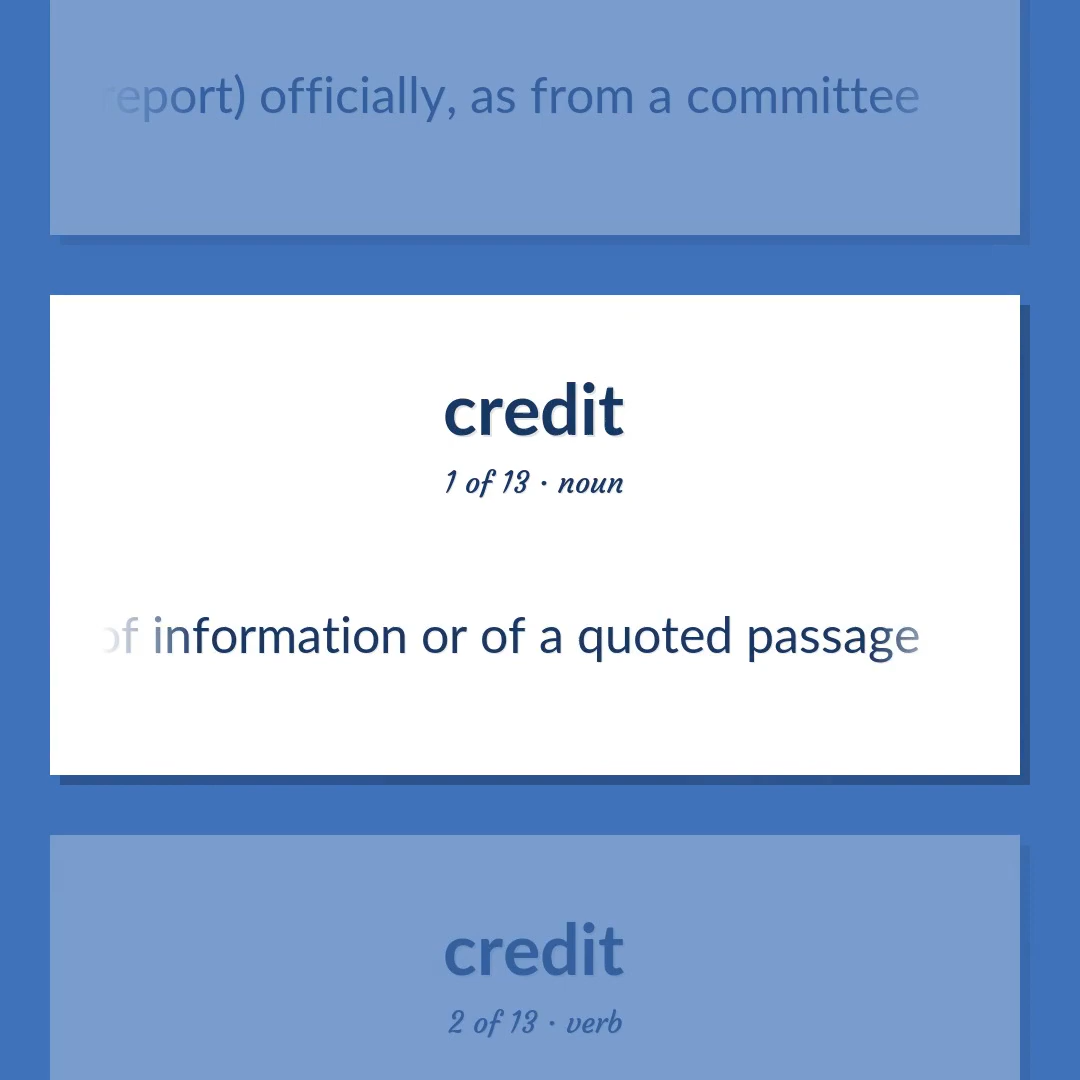 report) officially, as from a committee
credit
1 of 13 · noun
of information or of a quoted passage
credit
2 of 13 · verb